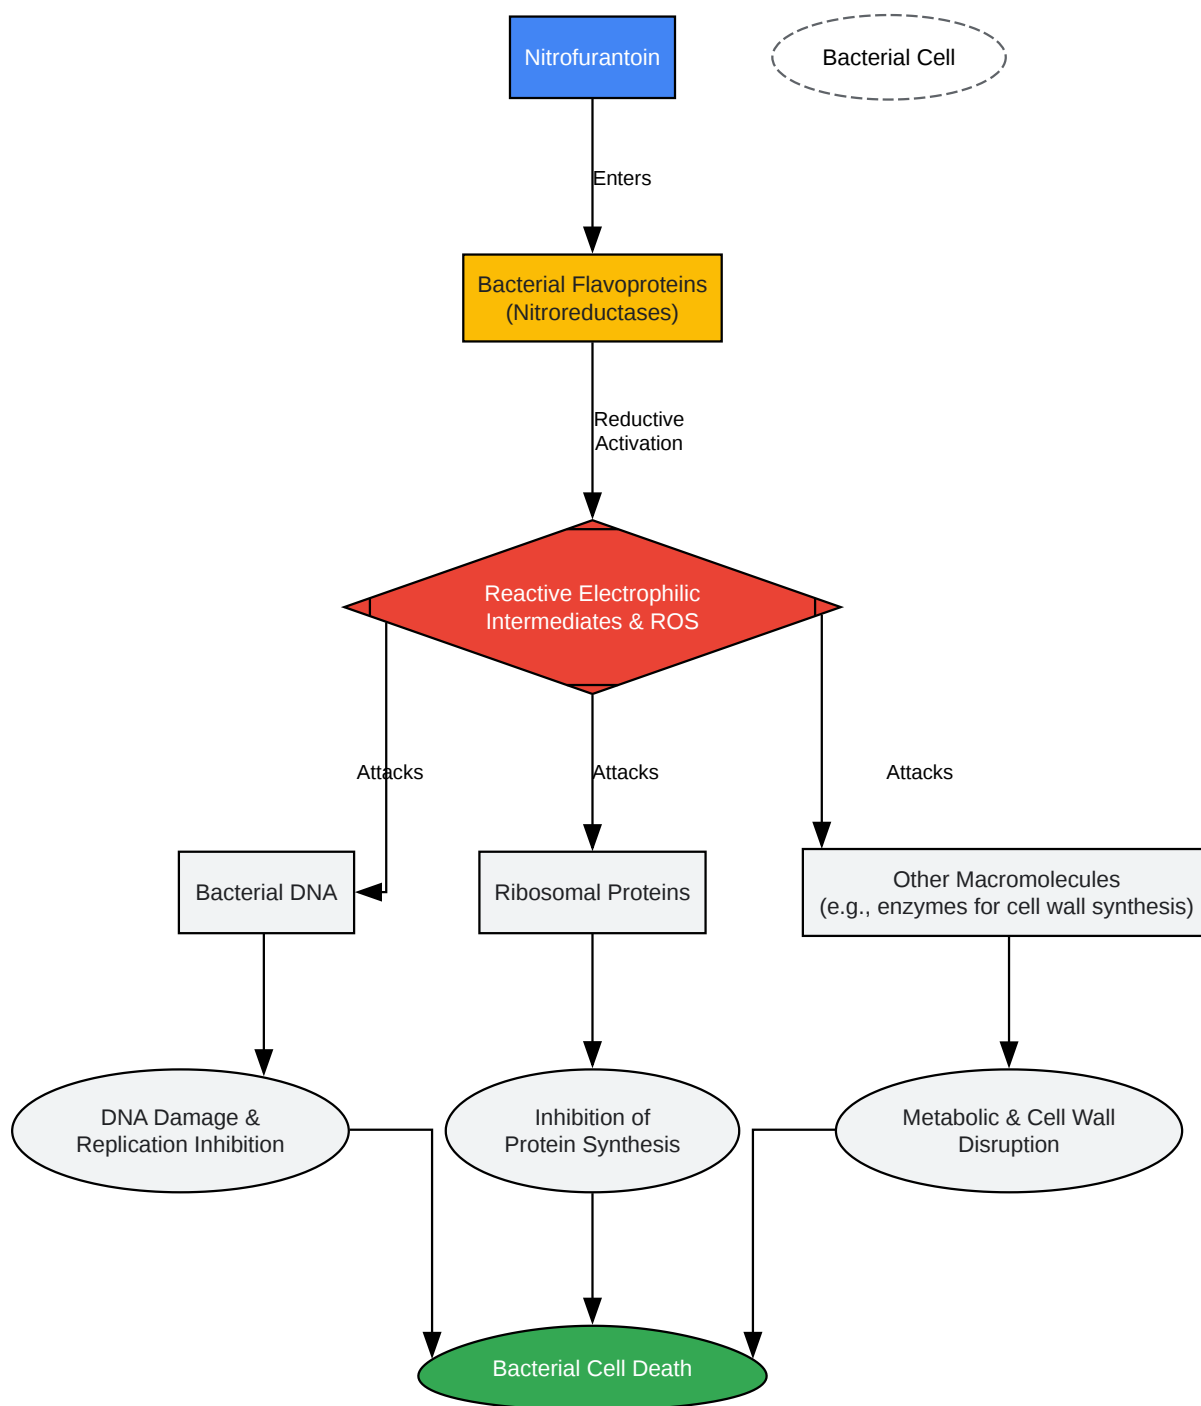 Nitrofurantoin
Bacterial Cell
Enters
Bacterial Flavoproteins
(Nitroreductases)
Reductive
Activation
Reactive Electrophilic
Intermediates & ROS
Attacks
Attacks
Attacks
Bacterial DNA
Ribosomal Proteins
Other Macromolecules
(e.g., enzymes for cell wall synthesis)
DNA Damage &
Replication Inhibition
Inhibition of
Protein Synthesis
Metabolic & Cell Wall
Disruption
Bacterial Cell Death